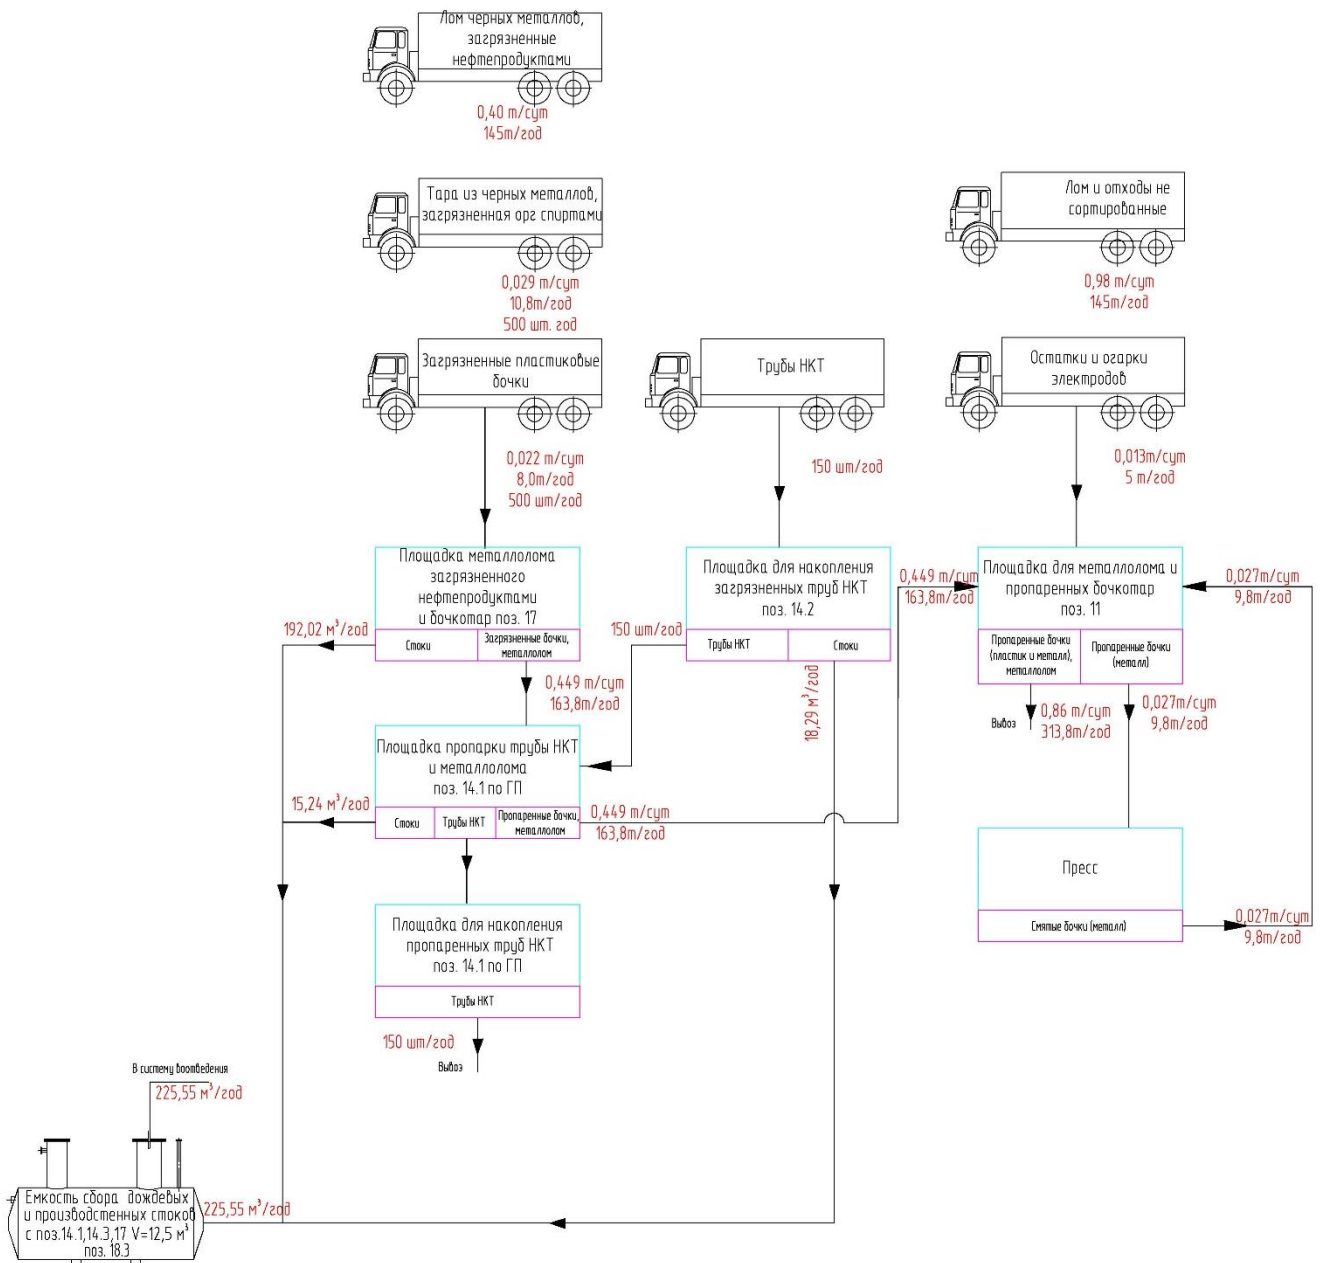 Лом черных металлов,
загрязненные
нефтепродуктами
0,40 т/сут
145т/год
Тара из черных металлов,
загрязненная орг спиртами
0,029 т/сут
10,8т/год
500 шт. год
Лом и отходы не
сортированные
0,98 т/сут
145т/год
Загрязненные пластиковые
бочки
0,022 т/сут
8,0т/год
500 шт/год
Трубы НКТ
150 шт/год
Остатки и огарки
электродов
0,013т/сут
5 т/год
Площадка металлолома
загрязненного
нефтепродуктами
и бочкотар поз. 17
Стоки
Загрязненные бочки,
металлолом
192,02 м³/год
0,449 т/сут
163,8т/год
Площадка для накопления
загрязненных труб НКТ
поз. 14.2
Трубы НКТ
Стоки
150 шт/год
18,29 м³/год
0,449 т/сут
163,8т/год
Площадка для металлолома и
пропаренных бочкотар
поз. 11
Пропаренные бочки
(пластик и металл),
металлолом
Пропаренные бочки
(металл)
0,027т/сут
9,8т/год
Вывоз
0,86 т/сут
313,8т/год
0,027т/сут
9,8т/год
Площадка пропарки трубы НКТ
и металлолома
поз. 14.1 по ГП
Стоки
Трубы НКТ
Пропаренные бочки,
металлолом
15,24 м³/год
0,449 т/сут
163,8т/год
Пресс
Смятые бочки (металл)
0,027т/сут
9,8т/год
Площадка для накопления
пропаренных труб НКТ
поз. 14.1 по ГП
Трубы НКТ
150 шт/год
Вывоз
В систему воотведения
225,55 м³/год
Емкость сбора дождевых
и производстенных стоков
с поз.14.1,14.3,17 V=12,5 м³
поз. 18.3
225,55 м³/год